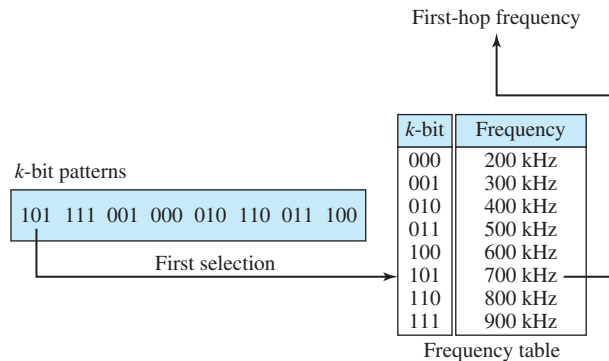 First-hop frequency
k-bit Frequency
000 200 kHz
001 300 kHz
010 400 kHz
011 500 kHz
100 600 kHz
101 700 kHz
110 800 kHz
111 900 kHz
Frequency table
k-bit patterns
101 111 001 000 010 110 011 100
First selection